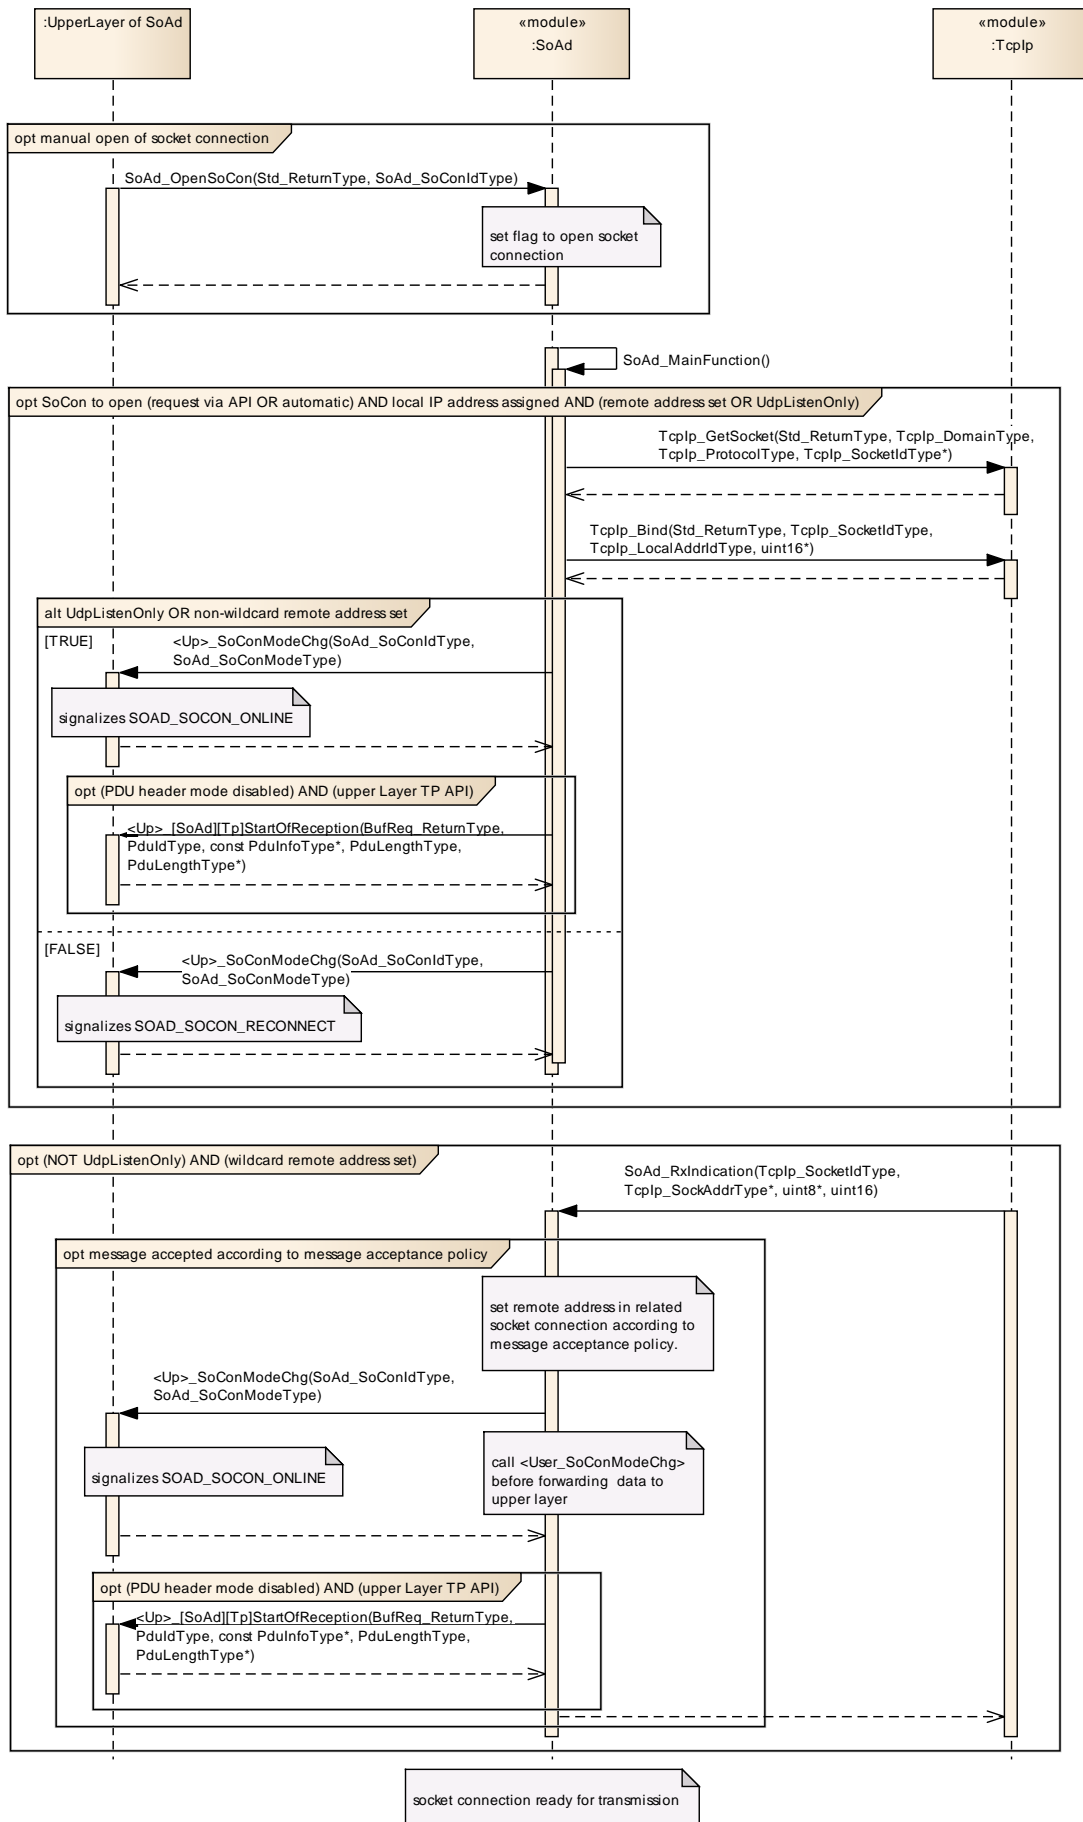 :UpperLayer of SoAd
«module»
:SoAd
«module»
:TcpIp
opt manual open of socket connection
SoAd_OpenSoCon(Std_ReturnType, SoAd_SoConIdType)
set flag to open socket
connection
SoAd_MainFunction()
opt SoCon to open (request via API OR automatic) AND local IP address assigned AND (remote address set OR UdpListenOnly)
TcpIp_GetSocket(Std_ReturnType, TcpIp_DomainType,
TcpIp_ProtocolType, TcpIp_SocketIdType*)
TcpIp_Bind(Std_ReturnType, TcpIp_SocketIdType,
TcpIp_LocalAddrIdType, uint16*)
alt UdpListenOnly OR non-wildcard remote address set
[TRUE]
<Up>_SoConModeChg(SoAd_SoConIdType,
SoAd_SoConModeType)
signalizes SOAD_SOCON_ONLINE
opt (PDU header mode disabled) AND (upper Layer TP API)
<Up>_[SoAd][Tp]StartOfReception(BufReq_ReturnType,
PduIdType, const PduInfoType*, PduLengthType,
PduLengthType*)
[FALSE]
<Up>_SoConModeChg(SoAd_SoConIdType,
SoAd_SoConModeType)
signalizes SOAD_SOCON_RECONNECT
opt (NOT UdpListenOnly) AND (wildcard remote address set)
SoAd_RxIndication(TcpIp_SocketIdType,
TcpIp_SockAddrType*, uint8*, uint16)
opt message accepted according to message acceptance policy
set remote address in related
socket connection according to
message acceptance policy.
<Up>_SoConModeChg(SoAd_SoConIdType,
SoAd_SoConModeType)
signalizes SOAD_SOCON_ONLINE
call <User_SoConModeChg>
before forwarding  data to
upper layer
opt (PDU header mode disabled) AND (upper Layer TP API)
<Up>_[SoAd][Tp]StartOfReception(BufReq_ReturnType,
PduIdType, const PduInfoType*, PduLengthType,
PduLengthType*)
socket connection ready for transmission